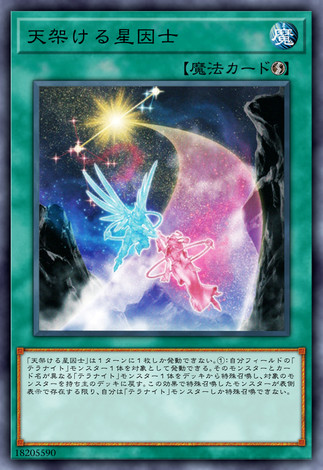 天架ける星因士
魔
【魔法カード】
「天架ける星因士」は１ターンに１枚しか発動できない。①：自分フィールドの「
テラナイト」モンスター１体を対象として発動できる。そのモンスターとカー
ド名が異なる「テラナイト」モンスター１体をデッキから特殊召喚し、対象のモ
ンスターを持ち主のデッキに戻す。この効果で特殊召喚したモンスターが表側
表示で存在する限り、自分は「テラナイト」モンスターしか特殊召喚できない。
18205590